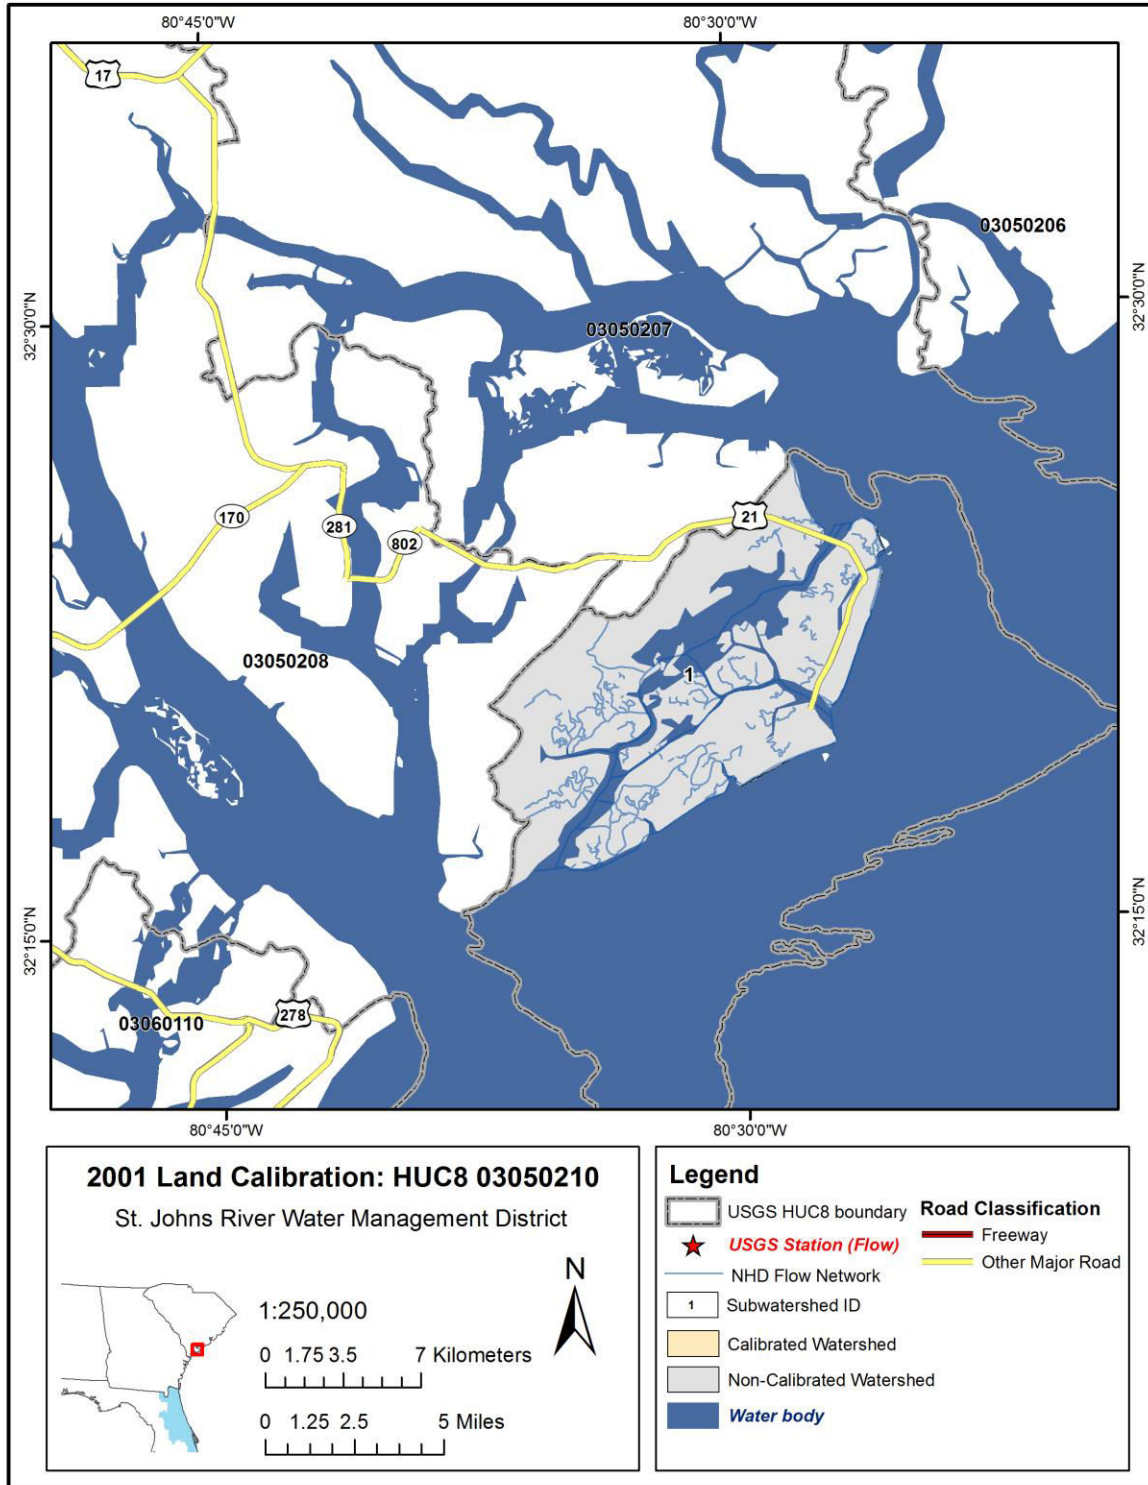 80°45'0"W
80°30'0"W
17
03050206
32°30'0"N
32°30'0"N
03050207
170
281
802
21
03050208
1
32°15'0"N
32°15'0"N
03060110
278
80°45'0"W
80°30'0"W
2001 Land Calibration: HUC8 03050210
St. Johns River Water Management District
N
1:250,000
0 1.75 3.5 7 Kilometers
0 1.25 2.5 5 Miles
Legend
USGS HUC8 boundary
USGS Station (Flow)
NHD Flow Network
1 Subwatershed ID
Calibrated Watershed
Non-Calibrated Watershed
Water body
Road Classification
Freeway
Other Major Road